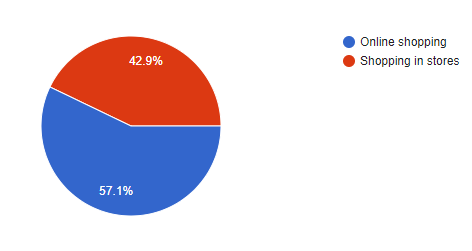 42.9%
57.1%
Online shopping
Shopping in stores